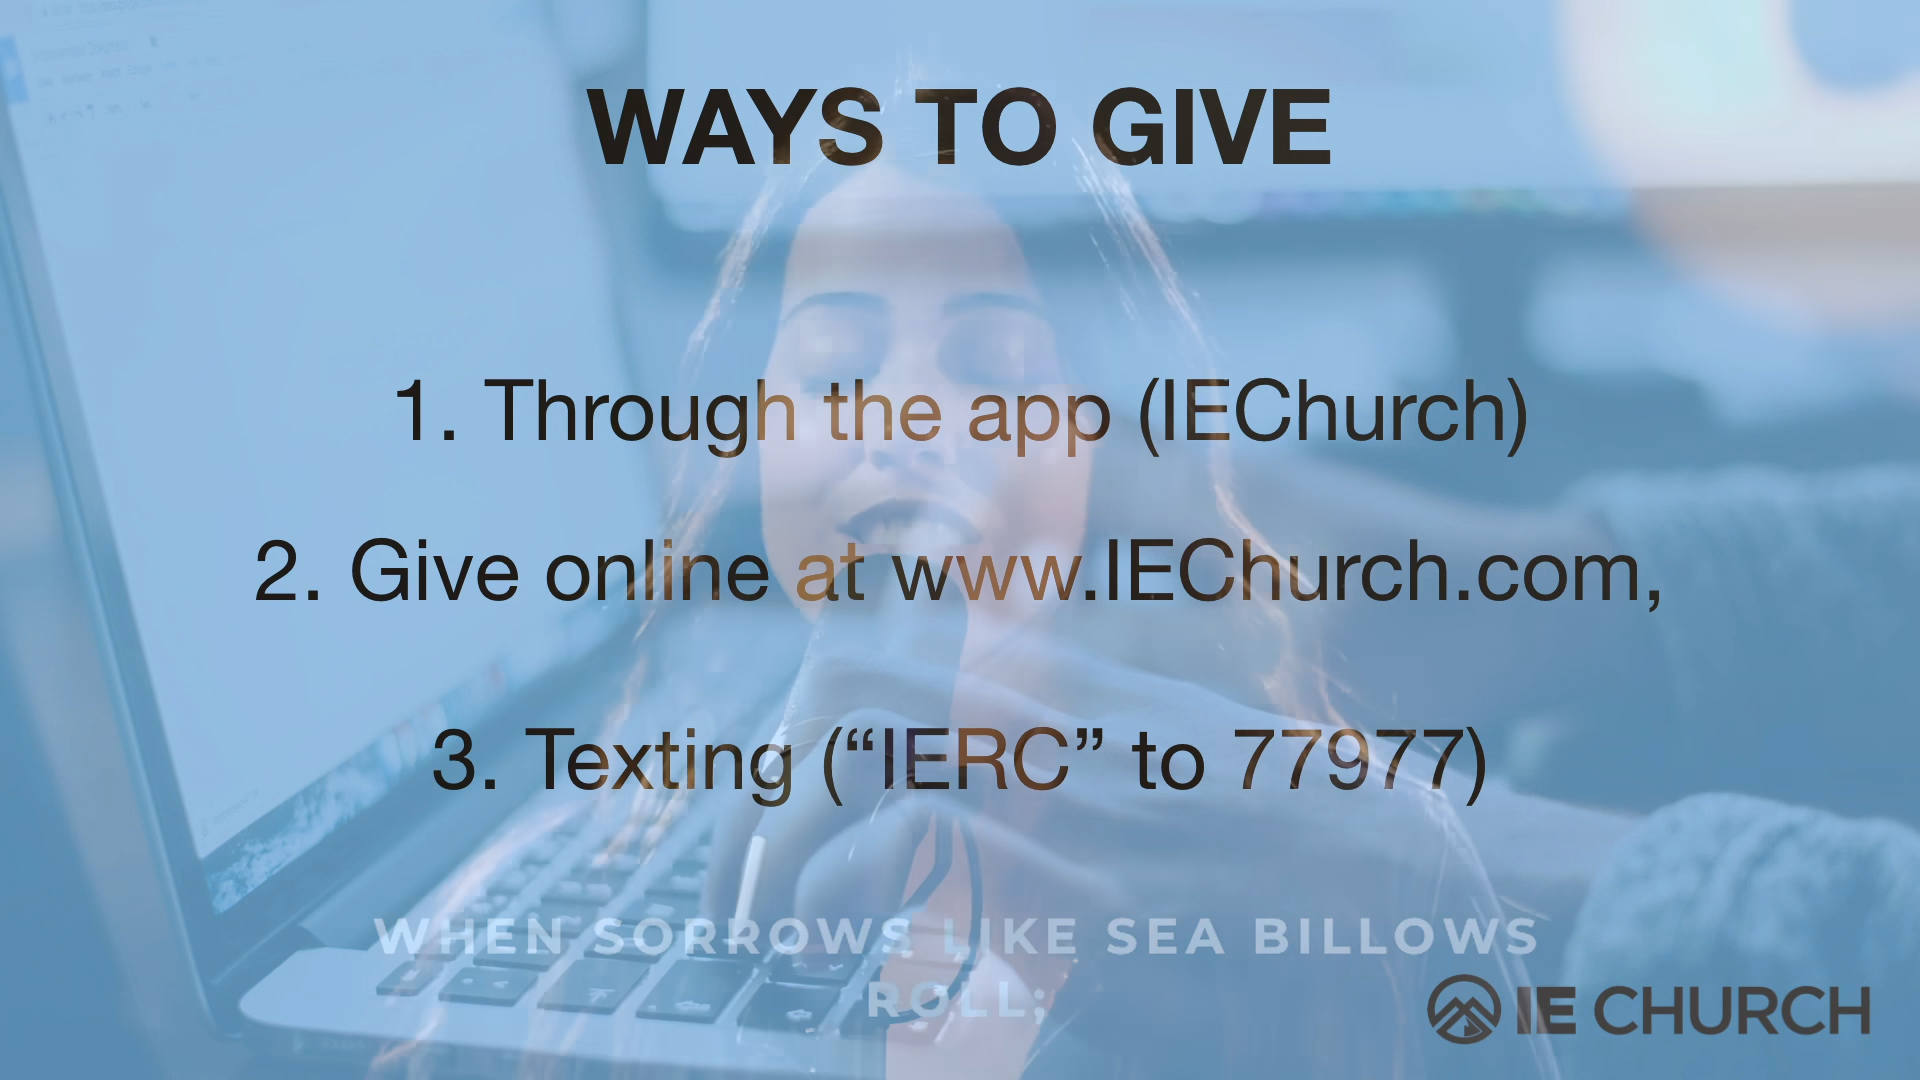 WAYS TO GIVE
1. Through the app (IEChurch)
2. Give online at www.IEChurch.com,
3. Texting (“IERC” to 77977)
WHEN SORROWS LIKE SEA BILLOWS
ROLL;
IE CHURCH